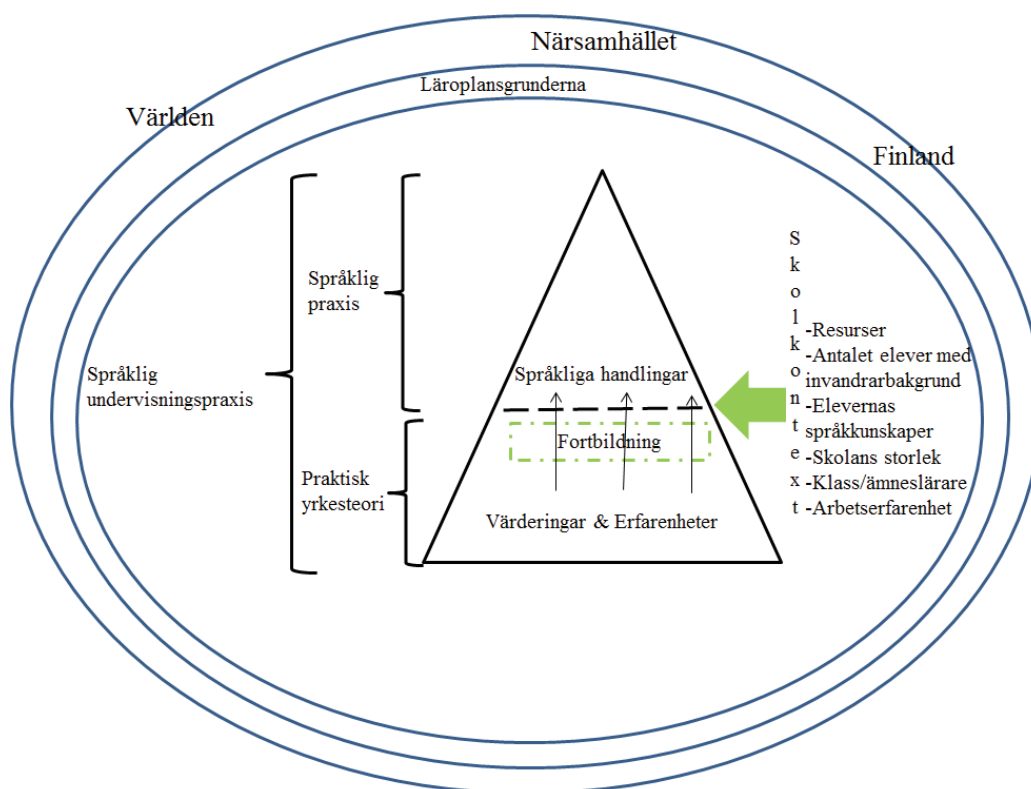 Närsamhället
Läroplansgrunderna
Världen
Finland
Språklig
praxis
Språklig
undervisningspraxis
Praktisk
yrkesteori
Språkliga handlingar
Fortbildning
Värderingar & Erfarenheter
Skolkontext
-Resurser
-Antalet elever med
invandrarbakgrund
-Elevernas
språkkunskaper
-Skolans storlek
-Klass/ämneslärare
-Arbetserfarenhet